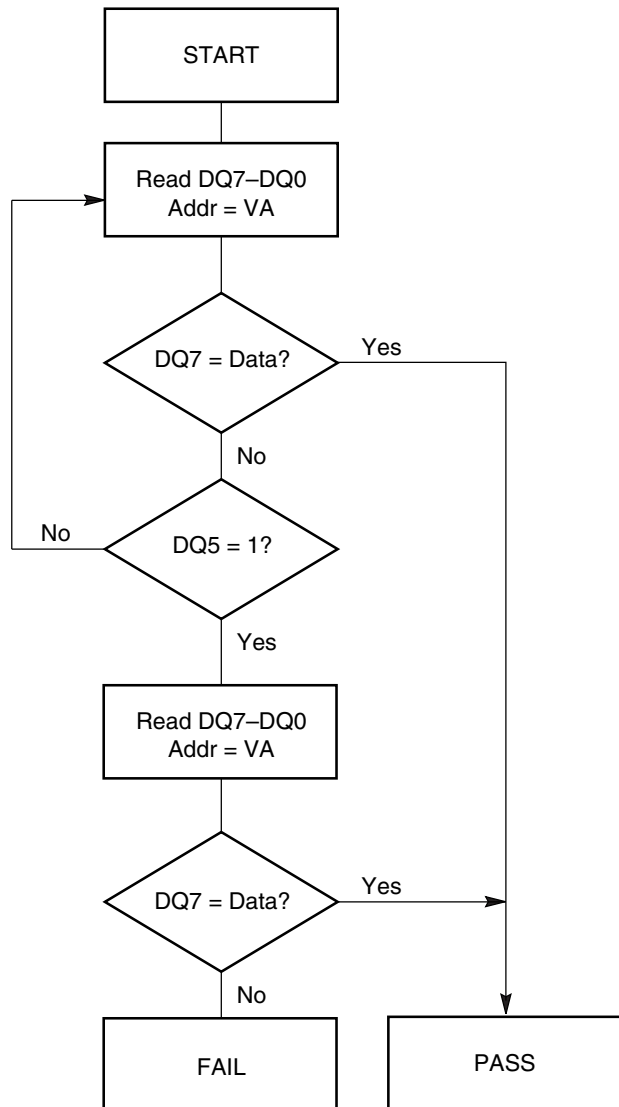 START
Read DQ7–DQ0
Addr = VA
DQ7 = Data?
Yes
No
No
DQ5 = 1?
Yes
Read DQ7–DQ0
Addr = VA
DQ7 = Data?
Yes
No
FAIL
PASS